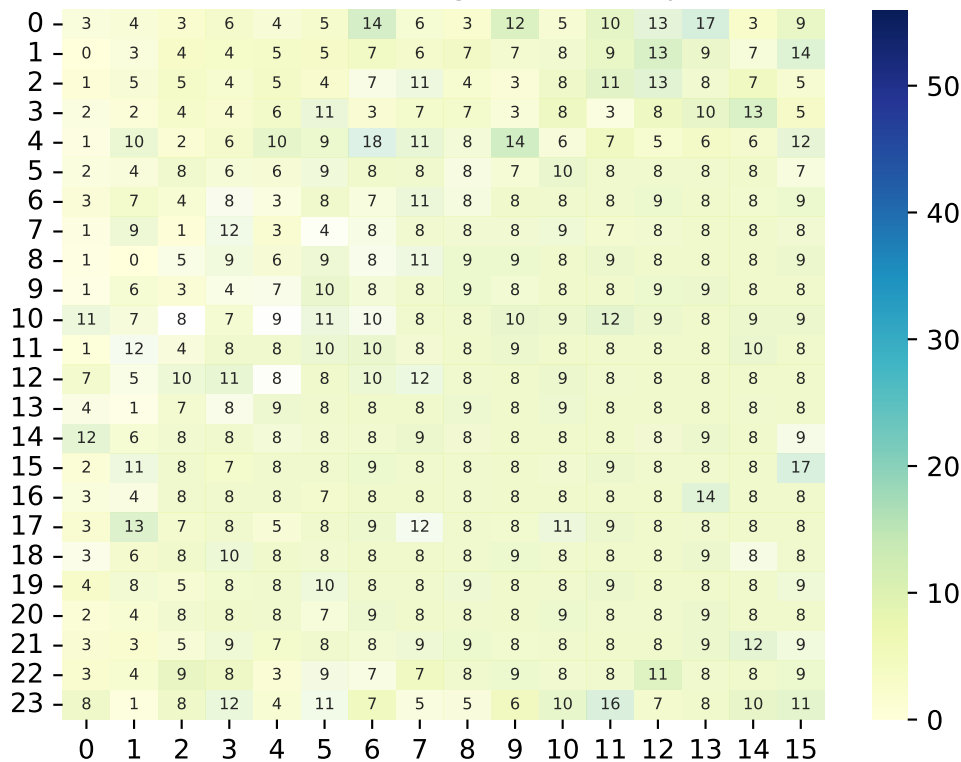 0 3 4 3 6 4 5 14 6 3 12 5 10 13 17 3 9
1 0 3 4 4 5 5 7 6 7 7 8 9 13 9 7 14
2 1 5 5 4 5 4 7 11 4 3 8 11 13 8 7 5
3 2 2 4 4 6 11 3 7 7 3 8 3 8 10 13 5
4 1 10 2 6 10 9 18 11 8 14 6 7 5 6 6 12
5 2 4 8 6 6 9 8 8 8 7 10 8 8 8 8 7
6 3 7 4 8 3 8 7 11 8 8 8 8 9 8 8 9
7 1 9 1 12 3 4 8 8 8 8 9 7 8 8 8 8
8 1 0 5 9 6 9 8 11 9 9 8 9 8 8 8 9
9 1 6 3 4 7 10 8 8 9 8 8 8 9 9 8 8
10 11 7 8 7 9 11 10 8 8 10 9 12 9 8 9 9
11 1 12 4 8 8 10 10 8 8 9 8 8 8 8 10 8
12 7 5 10 11 8 8 10 12 8 8 9 8 8 8 8 8
13 4 1 7 8 9 8 8 8 9 8 9 8 8 8 8 8
14 12 6 8 8 8 8 8 9 8 8 8 8 8 9 8 9
15 2 11 8 7 8 8 9 8 8 8 8 9 8 8 8 17
16 3 4 8 8 8 7 8 8 8 8 8 8 8 14 8 8
17 3 13 7 8 5 8 9 12 8 8 11 9 8 8 8 8
18 3 6 8 10 8 8 8 8 8 9 8 8 8 9 8 8
19 4 8 5 8 8 10 8 8 9 8 8 9 8 8 8 9
20 2 4 8 8 8 7 9 8 8 8 9 8 8 9 8 8
21 3 3 5 9 7 8 8 9 9 8 8 8 8 9 12 9
22 3 4 9 8 3 9 7 7 8 9 8 8 11 8 8 9
23 8 1 8 12 4 11 7 5 5 6 10 16 7 8 10 11
0 1 2 3 4 5 6 7 8 9 10 11 12 13 14 15
50
40
30
20
10
0